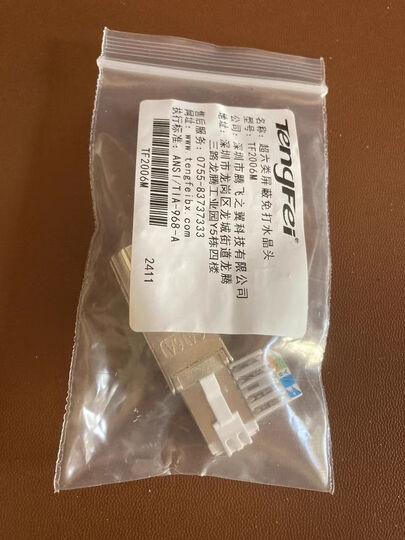 TengFei®
名称: 超六类屏蔽免打水晶头
型号: TF2006M
公司: 深圳市腾飞之翼科技有限公司
地址: 深圳市龙岗区龙城街道龙腾
三路龙腾工业园Y5栋四楼
售后服务: 0755-83737333
网址: www.tengfeibx.com
执行标准: ANSI/TIA-968-A
TF2006M
2411